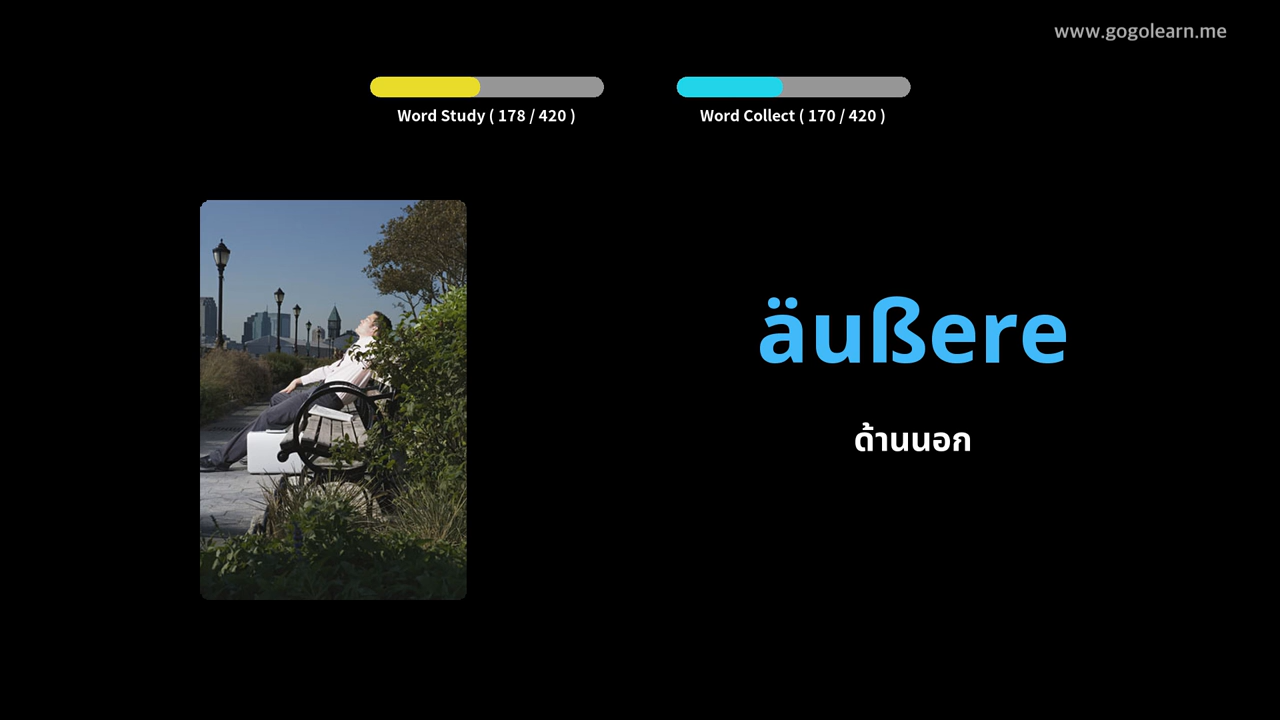 www.gogolearn.me
Word Study ( 178 / 420 )
Word Collect ( 170 / 420 )
äußere
ด้านนอก